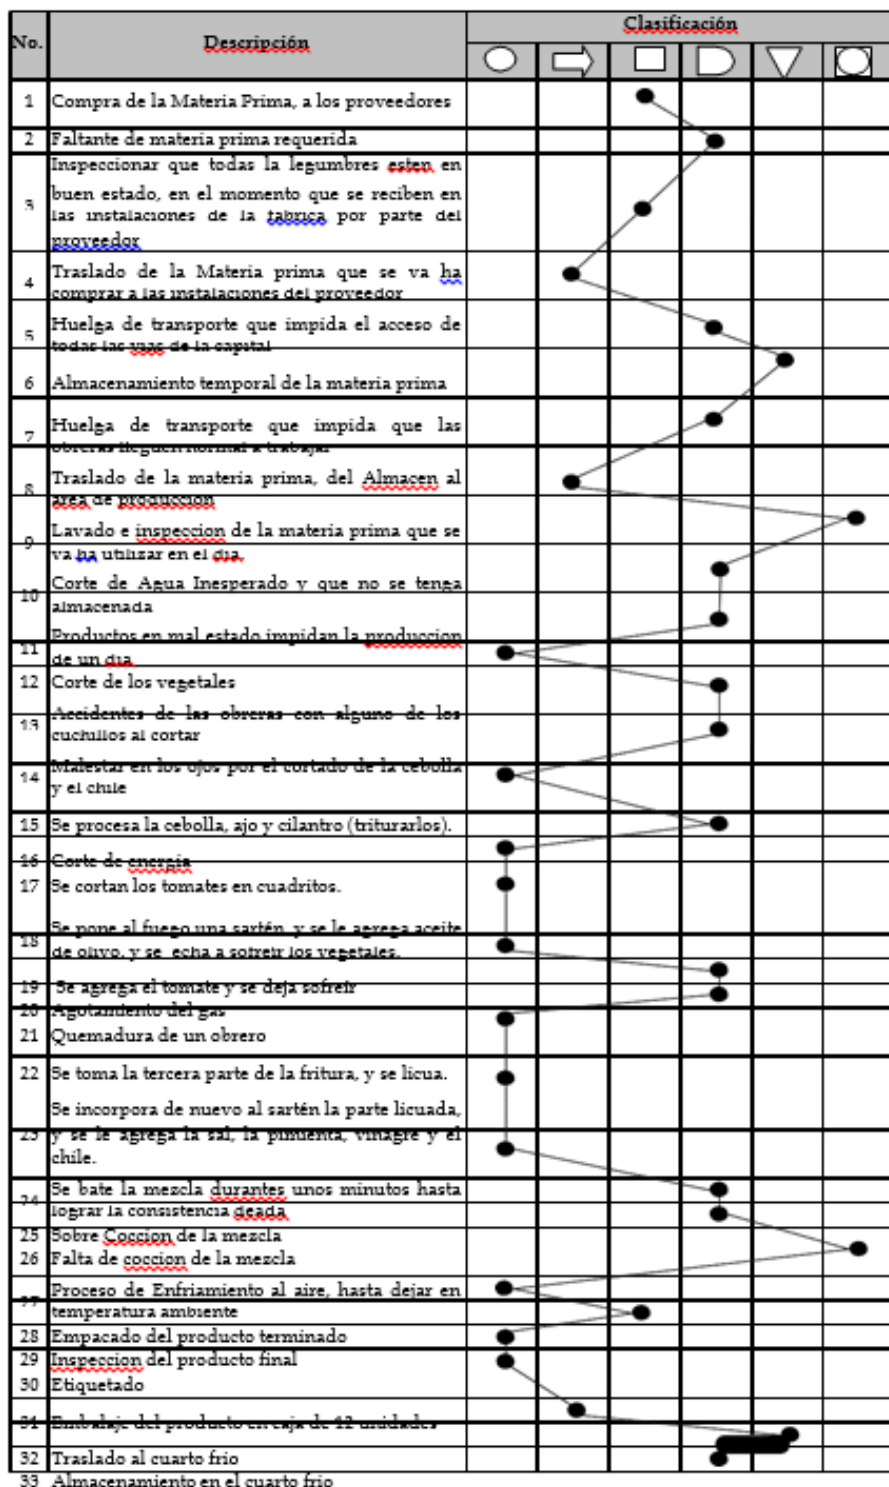 Clasificación
No.
Descripción
1 Compra de la Materia Prima, a los proveedores
2 Faltante de materia prima requerida
Inspeccionar que todas la legumbres esten en
buen estado, en el momento que se reciben en
3 las instalaciones de la fabrica por parte del
proveedor
Traslado de la Materia prima que se va ha
4 comprar a las instalaciones del proveedor
Huelga de transporte que impida el acceso de
5 todas las vias de la capital
6 Almacenamiento temporal de la materia prima
Huelga de transporte que impida que las
7 obreras lleguen normal a trabajar
Traslado de la materia prima, del Almacen al
8 area de produccion
9
Lavado e inspeccion de la materia prima que se
9 va ha utilizar en el dia.
Corte de Agua Inesperado y que no se tenga
10 almacenada
Productos en mal estado impidan la produccion
11 de un dia
12 Corte de los vegetales
Accidentes de las obreras con alguno de los
13 cuchillos al cortar
Malestar en los ojos por el cortado de la cebolla
14 y el chile
15 Se procesa la cebolla, ajo y cilantro (triturarlos).
16 Corte de energia
17 Se cortan los tomates en cuadritos.
Se pone al fuego una sartén, y se le agrega aceite
18 de olivo, y se echa a sofreir los vegetales.
19 Se agrega el tomate y se deja sofreir
20 Agotamiento del gas
21 Quemadura de un obrero
22 Se toma la tercera parte de la fritura, y se licua.
Se incorpora de nuevo al sartén la parte licuada,
23 y se le agrega la sal, la pimienta, vinagre y el
chile.
Se bate la mezcla durantes unos minutos hasta
24 lograr la consistencia deada
25 Sobre Coccion de la mezcla
26 Falta de coccion de la mezcla
Proceso de Enfriamiento al aire, hasta dejar en
27 temperatura ambiente
28 Empacado del producto terminado
29 Inspeccion del producto final
30 Etiquetado
31 Embalaje del producto en caja de 12 unidades
32 Traslado al cuarto frio
33 Almacenamiento en el cuarto frio